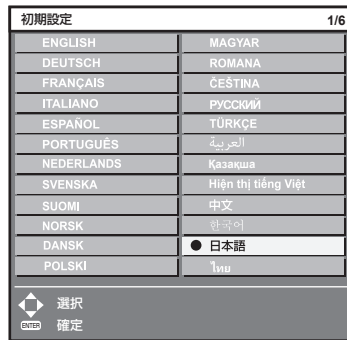 初期設定 1/6
ENGLISH
DEUTSCH
FRANÇAIS
ITALIANO
ESPAÑOL
PORTUGUÊS
NEDERLANDS
SVENSKA
SUOMI
NORSK
DANSK
POLSKI
MAGYAR
ROMANA
ČEŠTINA
РУССКИЙ
TÜRKÇE
العربية
Қазақша
Hiện thị tiếng Việt
中文
한국어
日本語
ไทย
選択
ENTER 確定